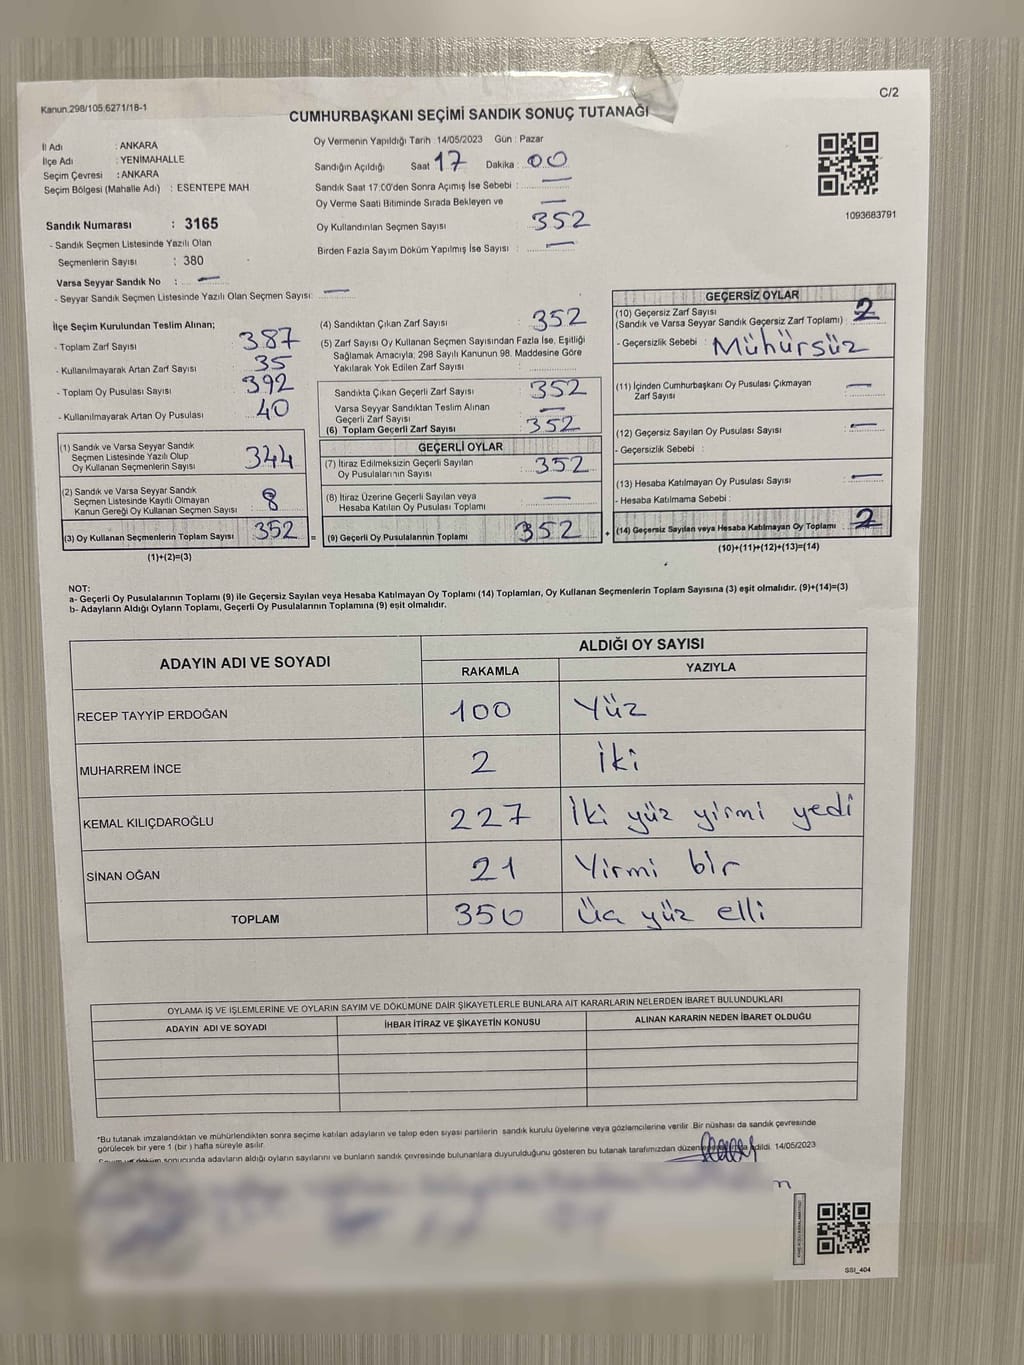 Kanun.298/105.6271/18-1
C/2
CUMHURBAŞKANI SEÇİMİ SANDIK SONUÇ TUTANAĞI
İl Adı : ANKARA
İlçe Adı : YENİMAHALLE
Seçim Çevresi : ANKARA
Seçim Bölgesi (Mahalle Adı) : ESENTEPE MAH
Oy Vermenin Yapıldığı Tarih 14/05/2023 Gün : Pazar
Sandığın Açıldığı Saat 17 Dakika : 00
Sandık Saat 17:00'den Sonra Açımış İse Sebebi : —
Oy Verme Saati Bitiminde Sırada Bekleyen ve —
Oy Kullandırılan Seçmen Sayısı 352
Birden Fazla Sayım Döküm Yapılmış İse Sayısı : —
1093683791
Sandık Numarası : 3165
- Sandık Seçmen Listesinde Yazılı Olan
Seçmenlerin Sayısı : 380
Varsa Seyyar Sandık No : —
- Seyyar Sandık Seçmen Listesinde Yazılı Olan Seçmen Sayısı: —
İlçe Seçim Kurulundan Teslim Alınan;
- Toplam Zarf Sayısı : 387
- Kullanılmayarak Artan Zarf Sayısı : 35
- Toplam Oy Pusulası Sayısı : 392
- Kullanılmayarak Artan Oy Pusulası : 40
(1) Sandık ve Varsa Seyyar Sandık
Seçmen Listesinde Yazılı Olup
Oy Kullanan Seçmenlerin Sayısı 344
(2) Sandık ve Varsa Seyyar Sandık
Seçmen Listesinde Kayıtlı Olmayan
Kanun Gereği Oy Kullanan Seçmen Sayısı 8
(3) Oy Kullanan Seçmenlerin Toplam Sayısı 352
(1)+(2)=(3)
(4) Sandıktan Çıkan Zarf Sayısı : 352
(5) Zarf Sayısı Oy Kullanan Seçmen Sayısından Fazla İse, Eşitliği
Sağlamak Amacıyla; 298 Sayılı Kanunun 98. Maddesine Göre
Yakılarak Yok Edilen Zarf Sayısı :
Sandıkta Çıkan Geçerli Zarf Sayısı : 352
Varsa Seyyar Sandıktan Teslim Alınan
Geçerli Zarf Sayısı —
(6) Toplam Geçerli Zarf Sayısı : 352
GEÇERLİ OYLAR
(7) İtiraz Edilmeksizin Geçerli Sayılan
Oy Pusulalarının Sayısı : 352
(8) İtiraz Üzerine Geçerli Sayılan veya
Hesaba Katılan Oy Pusulası Toplamı —
= (9) Geçerli Oy Pusulalarının Toplamı 352
GEÇERSİZ OYLAR
(10) Geçersiz Zarf Sayısı
(Sandık ve Varsa Seyyar Sandık Geçersiz Zarf Toplamı) : 2
- Geçersizlik Sebebi : Mühürsüz
(11) İçinden Cumhurbaşkanı Oy Pusulası Çıkmayan
Zarf Sayısı : —
(12) Geçersiz Sayılan Oy Pusulası Sayısı : —
- Geçersizlik Sebebi :
(13) Hesaba Katılmayan Oy Pusulası Sayısı : —
- Hesaba Katılmama Sebebi :
+ (14) Geçersiz Sayılan veya Hesaba Katılmayan Oy Toplamı 2
(10)+(11)+(12)+(13)=(14)
NOT:
a- Geçerli Oy Pusulalarının Toplamı (9) ile Geçersiz Sayılan veya Hesaba Katılmayan Oy Toplamı (14) Toplamları, Oy Kullanan Seçmenlerin Toplam Sayısına (3) eşit olmalıdır. (9)+(14)=(3)
b- Adayların Aldığı Oyların Toplamı, Geçerli Oy Pusulalarının Toplamına (9) eşit olmalıdır.
ADAYIN ADI VE SOYADI ALDIĞI OY SAYISI
RAKAMLA YAZIYLA
RECEP TAYYİP ERDOĞAN 100 Yüz
MUHARREM İNCE 2 İki
KEMAL KILIÇDAROĞLU 227 İki yüz yirmi yedi
SİNAN OĞAN 21 Yirmi bir
TOPLAM 350 Üç yüz elli
OYLAMA İŞ VE İŞLEMLERİNE VE OYLARIN SAYIM VE DÖKÜMÜNE DAİR ŞİKAYETLERLE BUNLARA AİT KARARLARIN NELERDEN İBARET BULUNDUKLARI
ADAYIN ADI VE SOYADI İHBAR İTİRAZ VE ŞİKAYETİN KONUSU ALINAN KARARIN NEDEN İBARET OLDUĞU
*Bu tutanak imzalandıktan ve mühürlendikten sonra seçime katılan adayların ve talep eden siyasi partilerin sandık kurulu üyelerine veya gözlemcilerine verilir. Bir nüshası da sandık çevresinde
görülecek bir yere 1 (bir) hafta süreyle asılır.
sonucunda adayların aldığı oyların sayılarını ve bunların sandık çevresinde bulunanlara duyurulduğunu gösteren bu tutanak tarafımızdan 14/05/2023
SSI_404